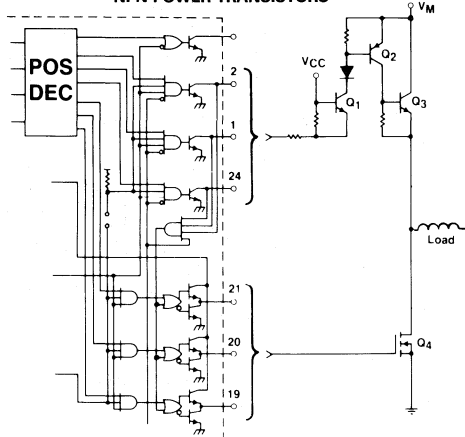 NPN POWER TRANSISTORS
POS
DEC
2
1
24
21
20
19
VCC
VM
Q1
Q2
Q3
Load
Q4